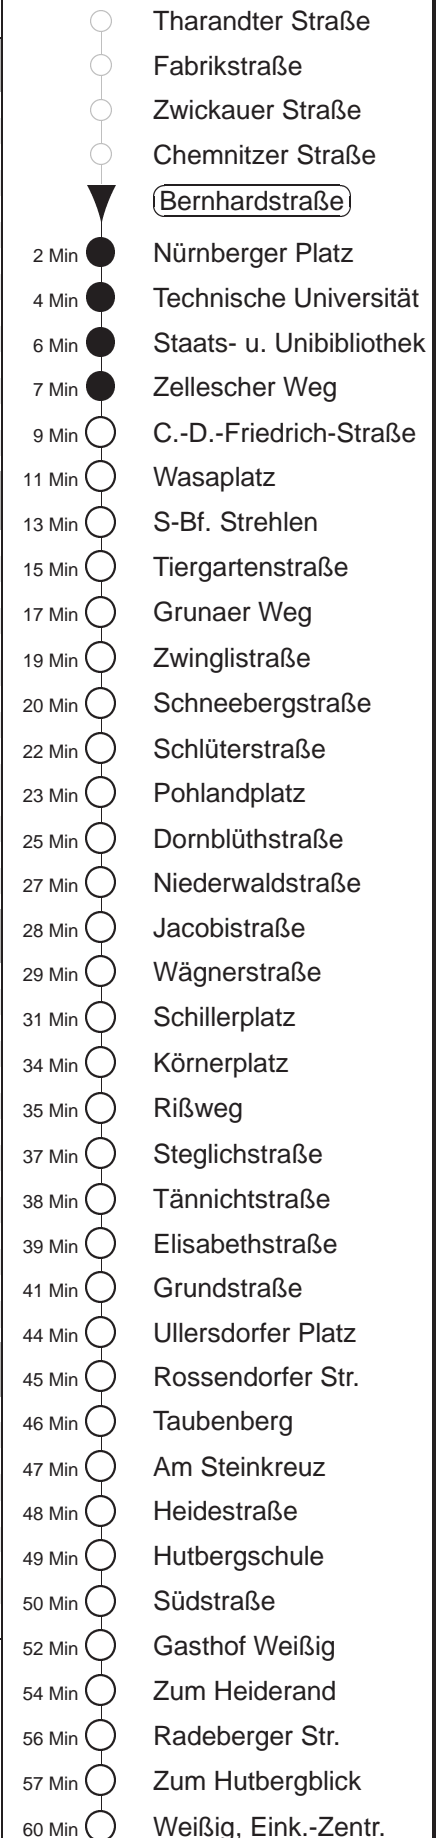 Tharandter Straße
Fabrikstraße
Zwickauer Straße
Chemnitzer Straße
Bernhardstraße
2 Min Nürnberger Platz
4 Min Technische Universität
6 Min Staats- u. Unibibliothek
7 Min Zellescher Weg
9 Min C.-D.-Friedrich-Straße
11 Min Wasaplatz
13 Min S-Bf. Strehlen
15 Min Tiergartenstraße
17 Min Grunaer Weg
19 Min Zwinglistraße
20 Min Schneebergstraße
22 Min Schlüterstraße
23 Min Pohlandplatz
25 Min Dornblüthstraße
27 Min Niederwaldstraße
28 Min Jacobistraße
29 Min Wägnerstraße
31 Min Schillerplatz
34 Min Körnerplatz
35 Min Rißweg
37 Min Steglichstraße
38 Min Tännichtstraße
39 Min Elisabethstraße
41 Min Grundstraße
44 Min Ullersdorfer Platz
45 Min Rossendorfer Str.
46 Min Taubenberg
47 Min Am Steinkreuz
48 Min Heidestraße
49 Min Hutbergschule
50 Min Südstraße
52 Min Gasthof Weißig
54 Min Zum Heiderand
56 Min Radeberger Str.
57 Min Zum Hutbergblick
60 Min Weißig, Eink.-Zentr.